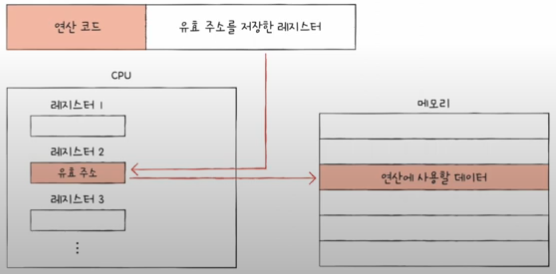 연산 코드
유효 주소를 저장한 레지스터
CPU
레지스터 1
레지스터 2
유효 주소
레지스터 3
⋮
메모리
연산에 사용할 데이터